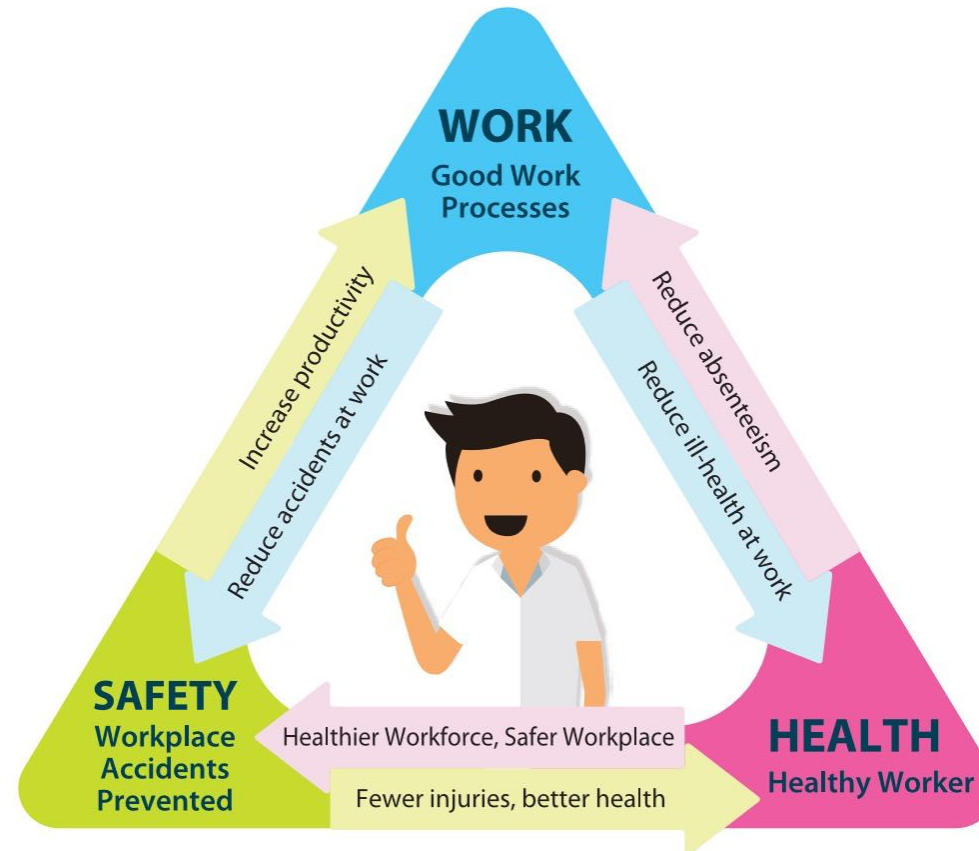 WORK
Good Work
Processes
Increase productivity
Reduce accidents at work
Reduce absenteeism
Reduce ill-health at work
SAFETY
Workplace
Accidents
Prevented
Healthier Workforce, Safer Workplace
Fewer injuries, better health
HEALTH
Healthy Worker